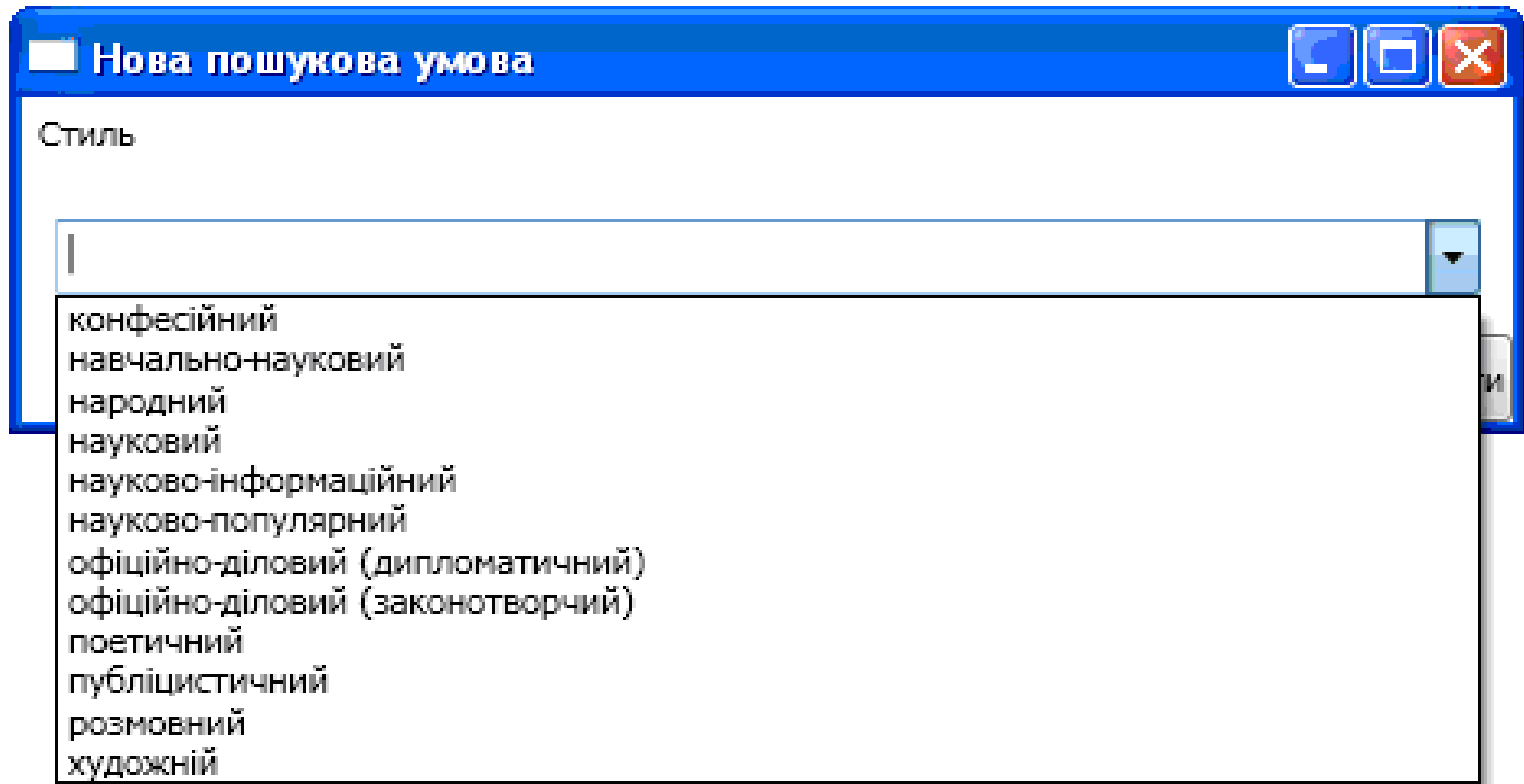 Нова пошукова умова
Стиль
конфесійний
навчально-науковий
народний
науковий
науково-інформаційний
науково-популярний
офіційно-діловий (дипломатичний)
офіційно-діловий (законотворчий)
поетичний
публіцистичний
розмовний
художній